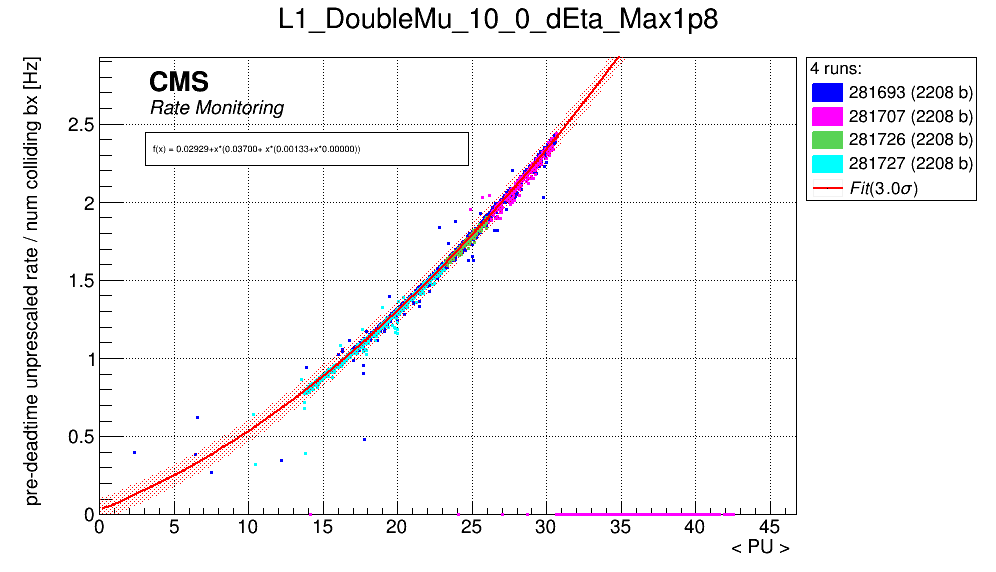 L1_DoubleMu_10_0_dEta_Max1p8
pre-deadtime unprescaled rate / num colliding bx [Hz]
CMS
Rate Monitoring
f(x) = 0.02929+x*(0.03700+ x*(0.00133+x*0.00000))
2.5
2
1.5
1
0.5
0
0 5 10 15 20 25 30 35 40 45
< PU >
4 runs:
281693 (2208 b)
281707 (2208 b)
281726 (2208 b)
281727 (2208 b)
Fit(3.0σ)